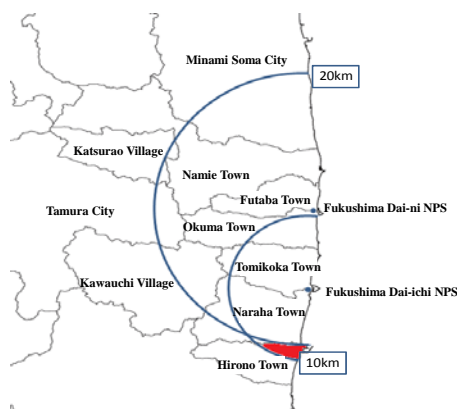 Minami Soma City
20km
Katsurao Village
Namie Town
Futaba Town
Fukushima Dai-ni NPS
Tamura City
Okuma Town
Tomikoka Town
Kawauchi Village
Fukushima Dai-ichi NPS
Naraha Town
Hirono Town
10km